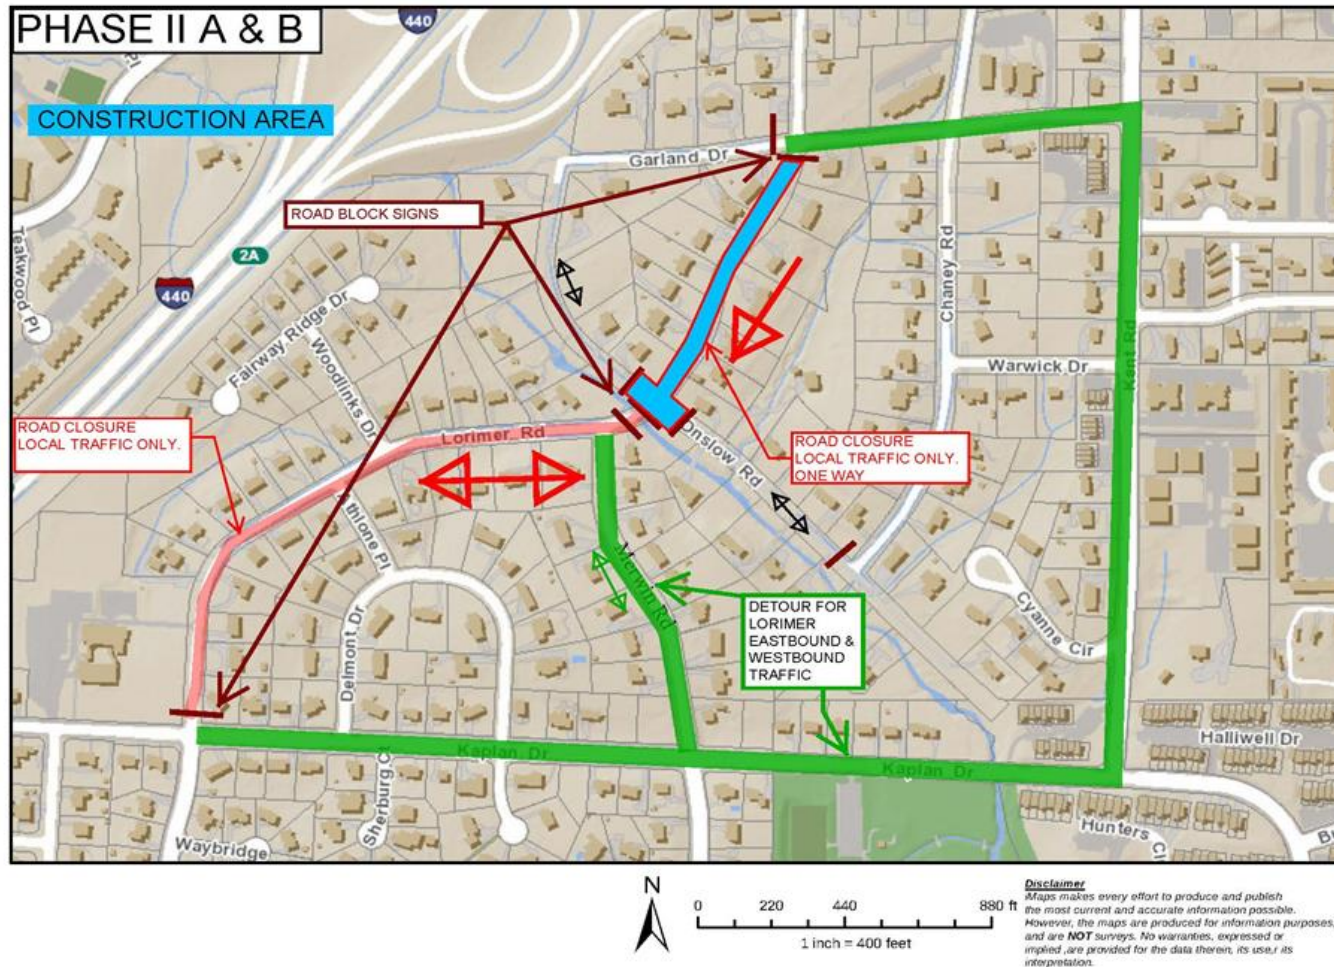 PHASE II A & B
440
Pl
CONSTRUCTION AREA
Garland Dr
ROAD BLOCK SIGNS
Teakwood Pl
2A
440
Chaney Rd
Kent Rd
Fairway Ridge Dr
Woodlinks Dr
Warwick Dr
ROAD CLOSURE
LOCAL TRAFFIC ONLY.
Lorimer Rd
Onslow Rd
ROAD CLOSURE
LOCAL TRAFFIC ONLY.
ONE WAY
thlone Pl
Merwin Rd
DETOUR FOR
LORIMER
EASTBOUND &
WESTBOUND
TRAFFIC
Cyanne Cir
Delmont Dr
Kaplan Dr
Kaplan Dr
Halliwell Dr
Sherburg Ct
Waybridge
Hunters Cl
B
N
0 220 440 880 ft
1 inch = 400 feet
Disclaimer
Maps makes every effort to produce and publish
the most current and accurate information possible.
However, the maps are produced for information purposes,
and are NOT surveys. No warranties, expressed or
implied ,are provided for the data therein, its use,r its
interpretation.